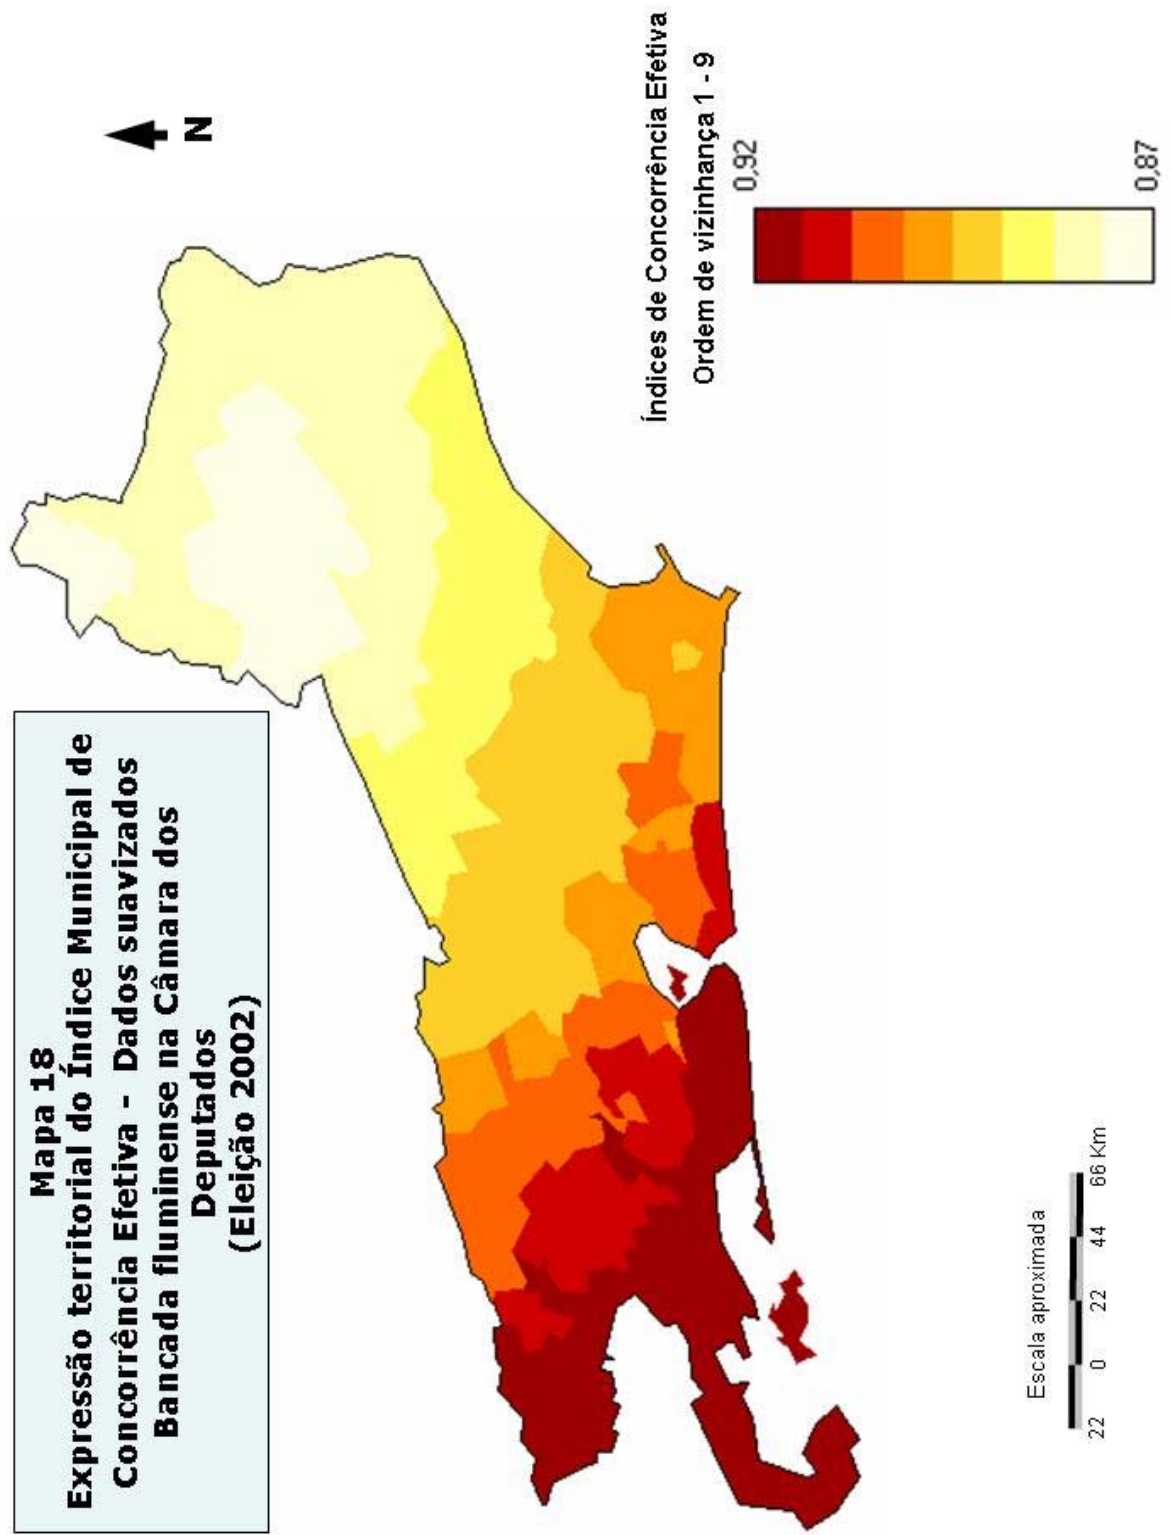 Mapa 18
Expressão territorial do Índice Municipal de
Concorrência Efetiva - Dados suavizados
Bancada fluminense na Câmara dos
Deputados
(Eleição 2002)
N
Índices de Concorrência Efetiva
Ordem de vizinhança 1 - 9
0,92
0,87
Escala aproximada
22 0 22 44 66 Km